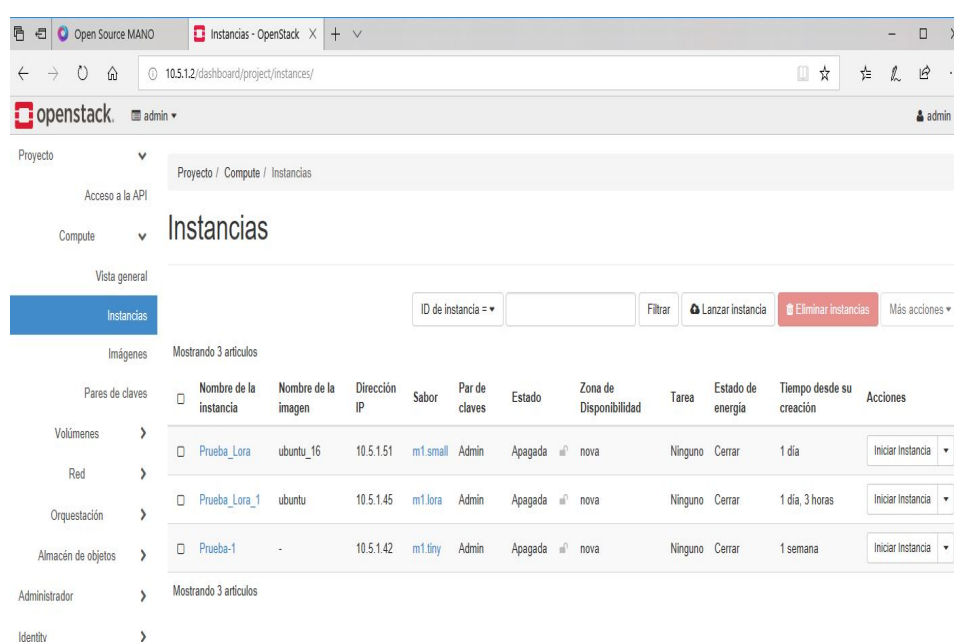 Open Source MANO
Instancias - OpenStack
10.5.1.2/dashboard/project/instances/
openstack. admin admin
Proyecto
Acceso a la API
Compute
Vista general
Instancias
Imágenes
Pares de claves
Volúmenes
Red
Orquestación
Almacén de objetos
Administrador
Identity
Proyecto / Compute / Instancias
Instancias
ID de instancia = Filtrar Lanzar instancia Eliminar instancias Más acciones
Mostrando 3 articulos
Nombre de la instancia Nombre de la imagen Dirección IP Sabor Par de claves Estado Zona de Disponibilidad Tarea Estado de energía Tiempo desde su creación Acciones
Prueba_Lora ubuntu_16 10.5.1.51 m1.small Admin Apagada nova Ninguno Cerrar 1 día Iniciar Instancia
Prueba_Lora_1 ubuntu 10.5.1.45 m1.lora Admin Apagada nova Ninguno Cerrar 1 día, 3 horas Iniciar Instancia
Prueba-1 - 10.5.1.42 m1.tiny Admin Apagada nova Ninguno Cerrar 1 semana Iniciar Instancia
Mostrando 3 articulos